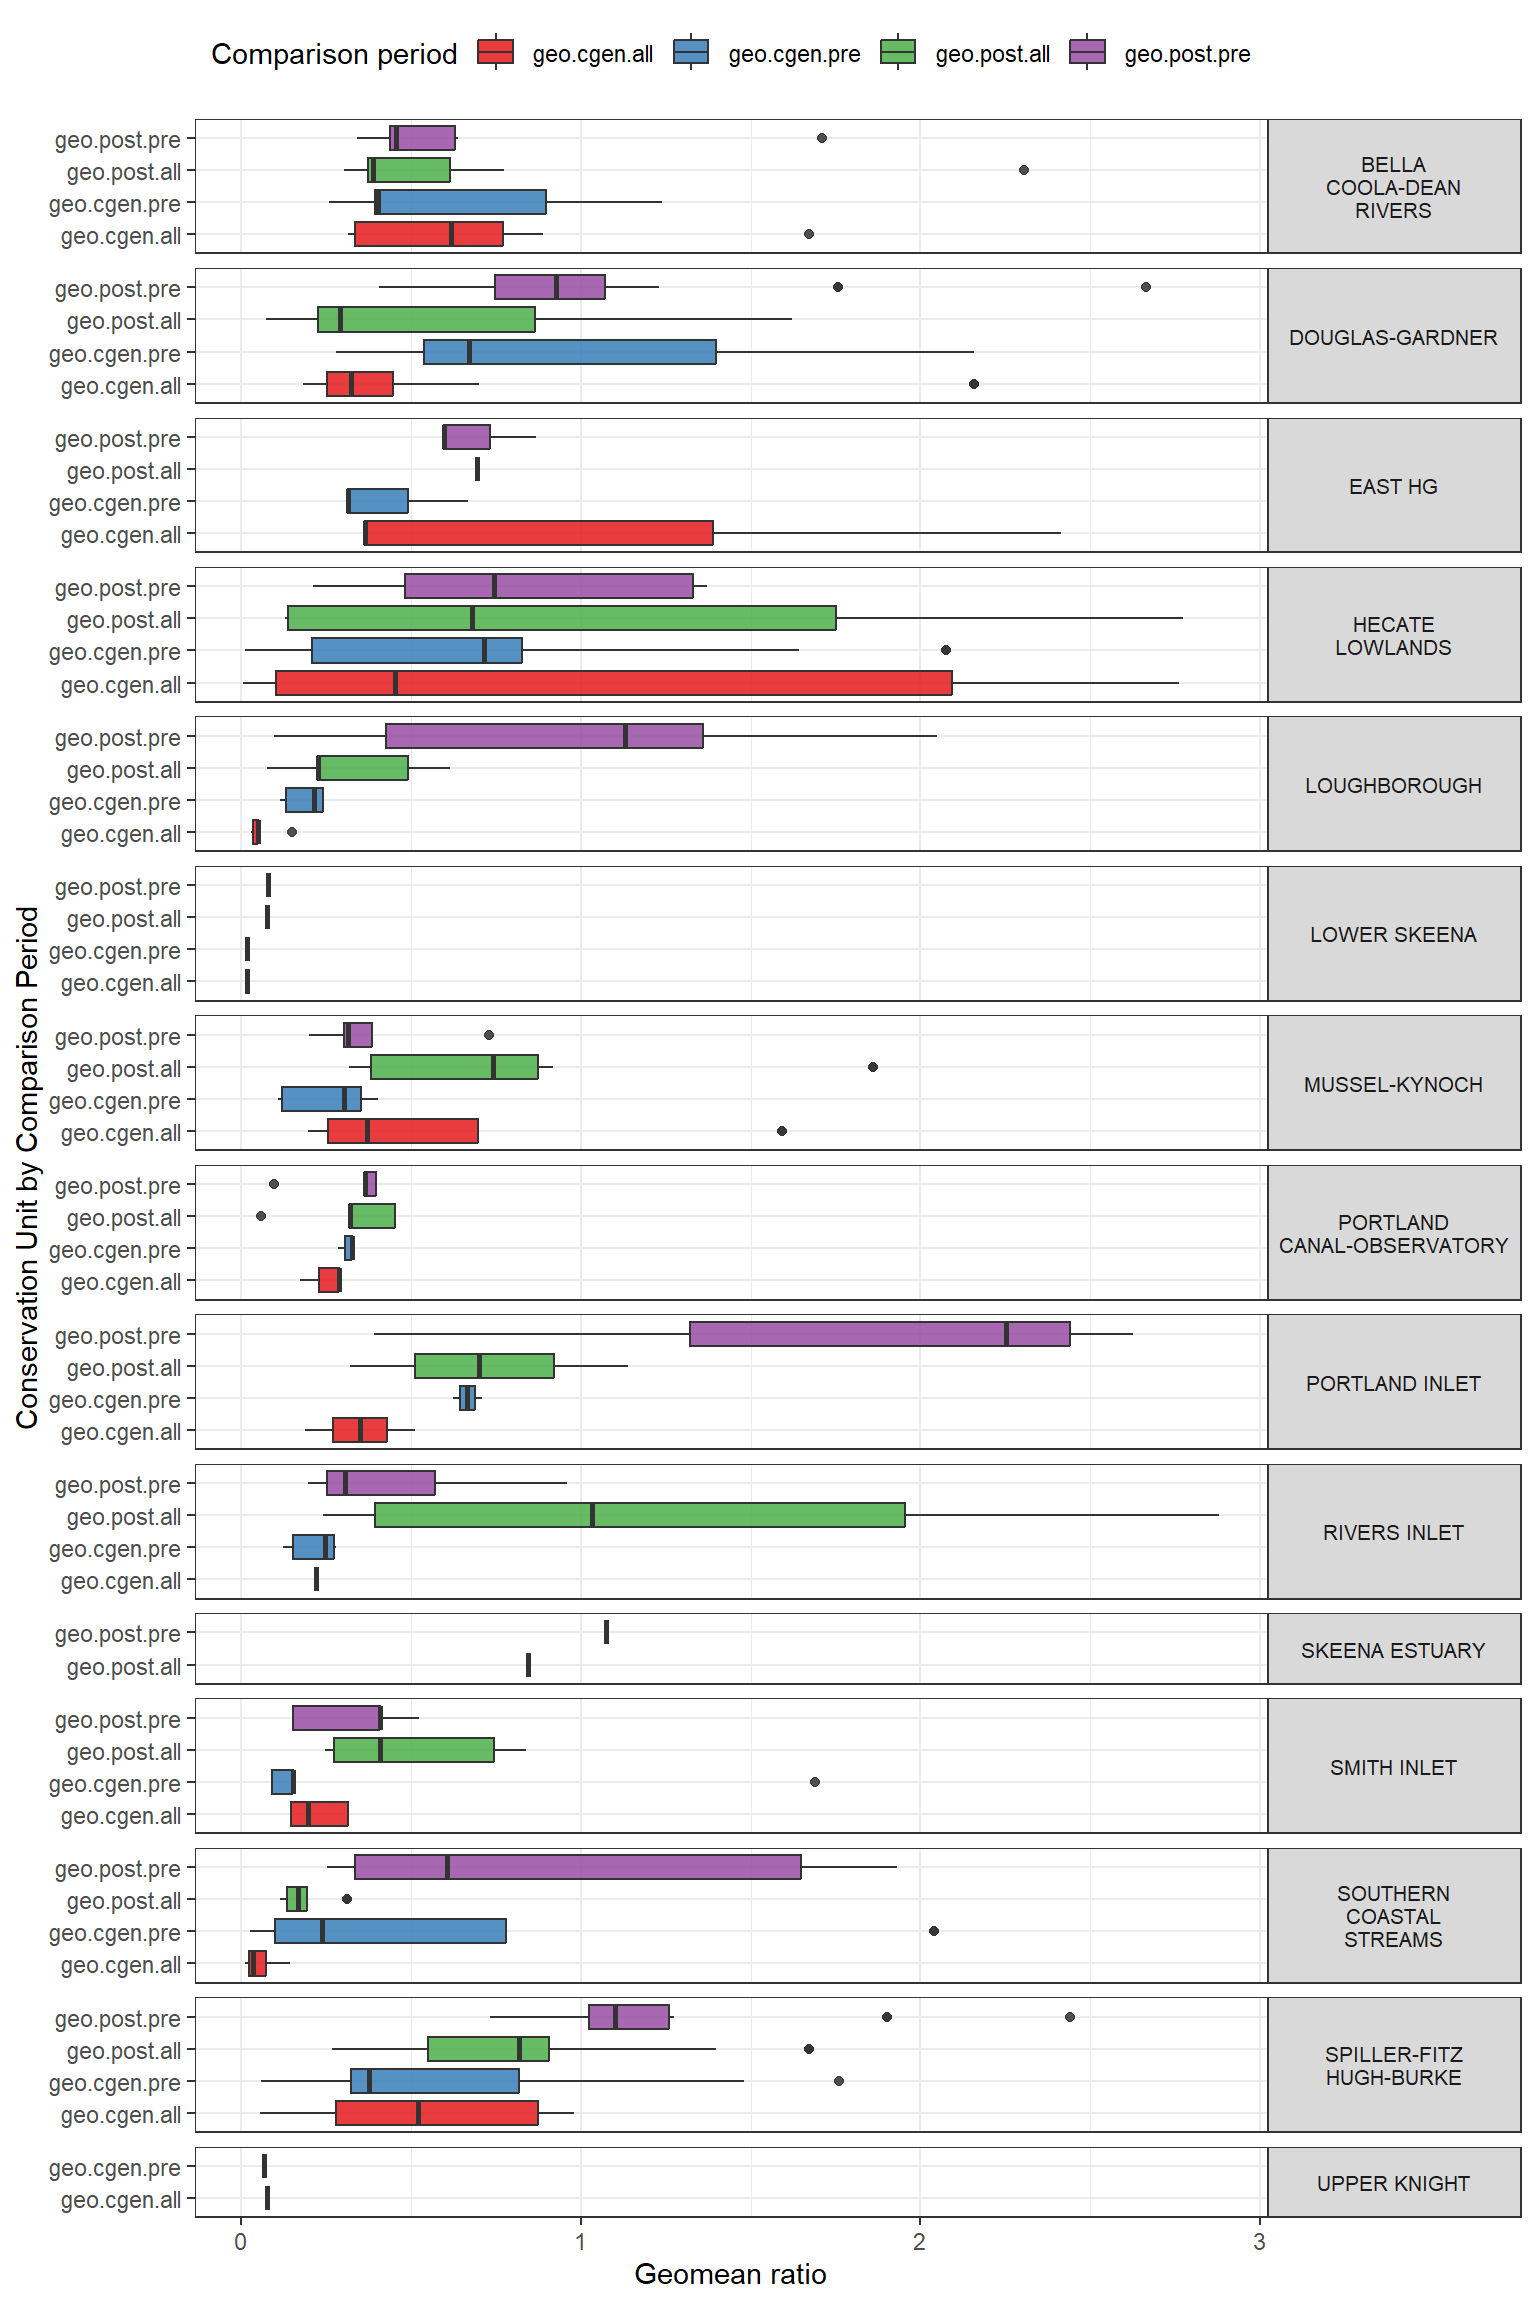 Comparison period geo.cgen.all geo.cgen.pre geo.post.all geo.post.pre
geo.post.pre
geo.post.all
geo.cgen.pre
geo.cgen.all
BELLA
COOLA-DEAN
RIVERS
geo.post.pre
geo.post.all
geo.cgen.pre
geo.cgen.all
DOUGLAS-GARDNER
geo.post.pre
geo.post.all
geo.cgen.pre
geo.cgen.all
EAST HG
geo.post.pre
geo.post.all
geo.cgen.pre
geo.cgen.all
HECATE
LOWLANDS
geo.post.pre
geo.post.all
geo.cgen.pre
geo.cgen.all
LOUGHBOROUGH
geo.post.pre
geo.post.all
geo.cgen.pre
geo.cgen.all
LOWER SKEENA
geo.post.pre
geo.post.all
geo.cgen.pre
geo.cgen.all
MUSSEL-KYNOCH
geo.post.pre
geo.post.all
geo.cgen.pre
geo.cgen.all
PORTLAND
CANAL-OBSERVATORY
geo.post.pre
geo.post.all
geo.cgen.pre
geo.cgen.all
PORTLAND INLET
geo.post.pre
geo.post.all
geo.cgen.pre
geo.cgen.all
RIVERS INLET
geo.post.pre
geo.post.all
SKEENA ESTUARY
geo.post.pre
geo.post.all
geo.cgen.pre
geo.cgen.all
SMITH INLET
geo.post.pre
geo.post.all
geo.cgen.pre
geo.cgen.all
SOUTHERN
COASTAL
STREAMS
geo.post.pre
geo.post.all
geo.cgen.pre
geo.cgen.all
SPILLER-FITZ
HUGH-BURKE
geo.cgen.pre
geo.cgen.all
UPPER KNIGHT
0 1 2 3
Geomean ratio
Conservation Unit by Comparison Period